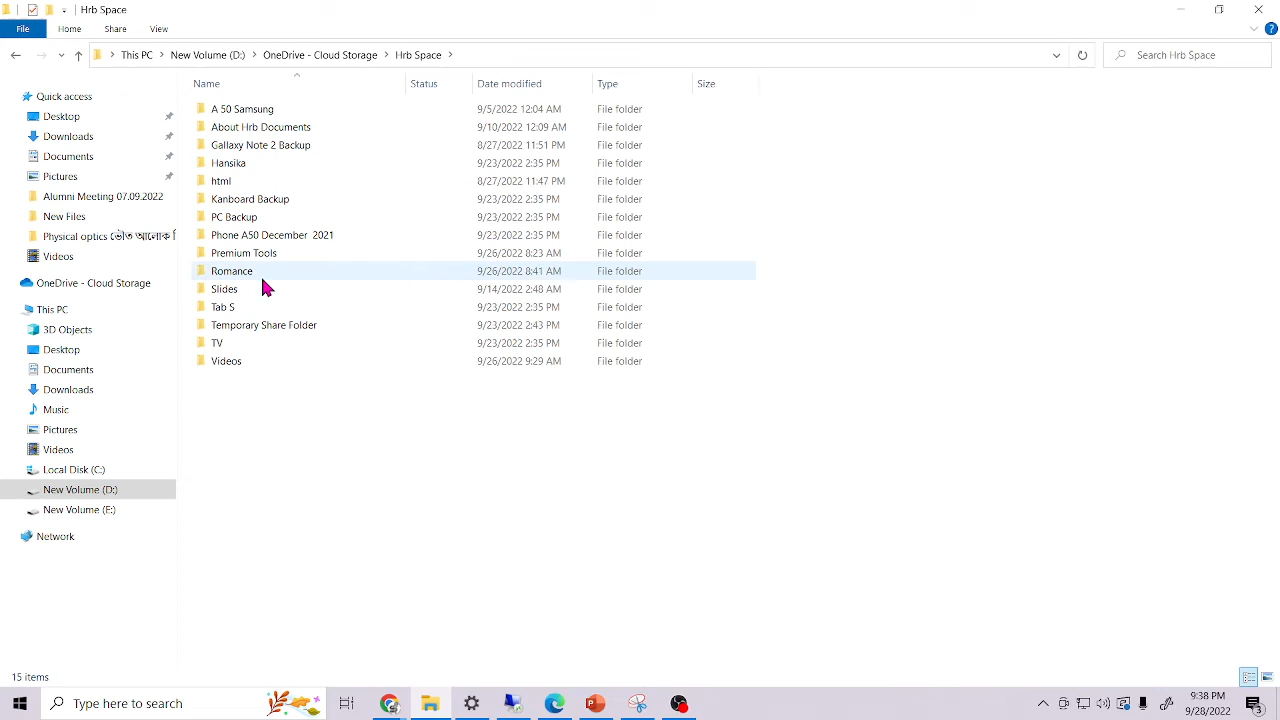 Hrb Space
File Home Share View
This PC New Volume (D:) OneDrive - Cloud Storage Hrb Space
Search Hrb Space
Name Status Date modified Type Size
Quick access
Desktop
Downloads
Documents
Pictures
Alumni Meeting 07.09.2022
New Files
Physical optics
Videos
OneDrive - Cloud Storage
This PC
3D Objects
Desktop
Documents
Downloads
Music
Pictures
Videos
Local Disk (C:)
New Volume (D:)
New Volume (E:)
Network
A 50 Samsung 9/5/2022 12:04 AM File folder
About Hrb Documents 9/10/2022 12:09 AM File folder
Gallaxy Note 2 Backup 8/27/2022 11:51 PM File folder
Hansika 9/23/2022 2:35 PM File folder
html 8/27/2022 11:47 PM File folder
Kanboard Backup 9/23/2022 2:35 PM File folder
PC Backup 9/23/2022 2:35 PM File folder
Phone A50 December 2021 9/23/2022 2:35 PM File folder
Premium Tools 9/26/2022 8:23 AM File folder
Romance 9/26/2022 8:41 AM File folder
Slides 9/14/2022 2:48 AM File folder
Tab S 9/23/2022 2:35 PM File folder
Temporary Share Folder 9/23/2022 2:43 PM File folder
TV 9/23/2022 2:35 PM File folder
Videos 9/26/2022 9:29 AM File folder
15 items
Type here to search
9:38 PM
9/28/2022
3